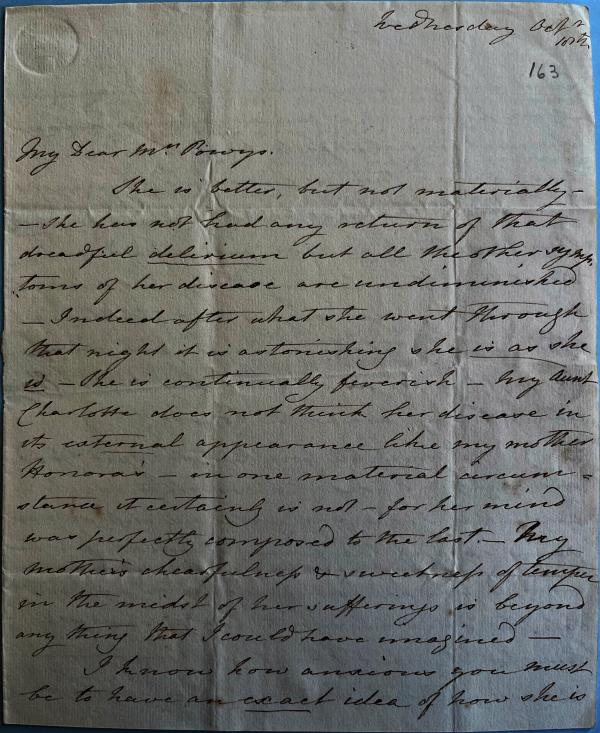 Wednesday Octbr
18th
163
My Dear Mrs Powys.
She is better, but not materially –
– She has not had any return of that
dreadful delirium but all the other symp
toms of her disease are undiminished
– Indeed after what she went through
that night it is astonishing she is as she
is – She is continually feverish – My Aunt
Charlotte does not think her disease in
its external appearance like my mother
Honora's – in one material circum =
stance it certainly is not – for her mind
was perfectly composed to the last. – My
mother's chearfulness & sweetness of temper
in the midst of her sufferings is beyond
any thing that I could have imagined –
I know how anxious you must
be to have an exact idea of how she is